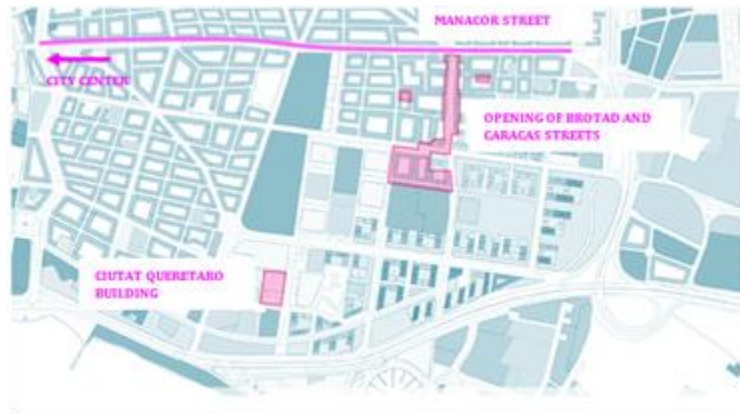 MANACOR STREET
CITY CENTER
OPENING OF BROTAD AND
CARACAS STREETS
CIUTAT QUERETARO
BUILDING